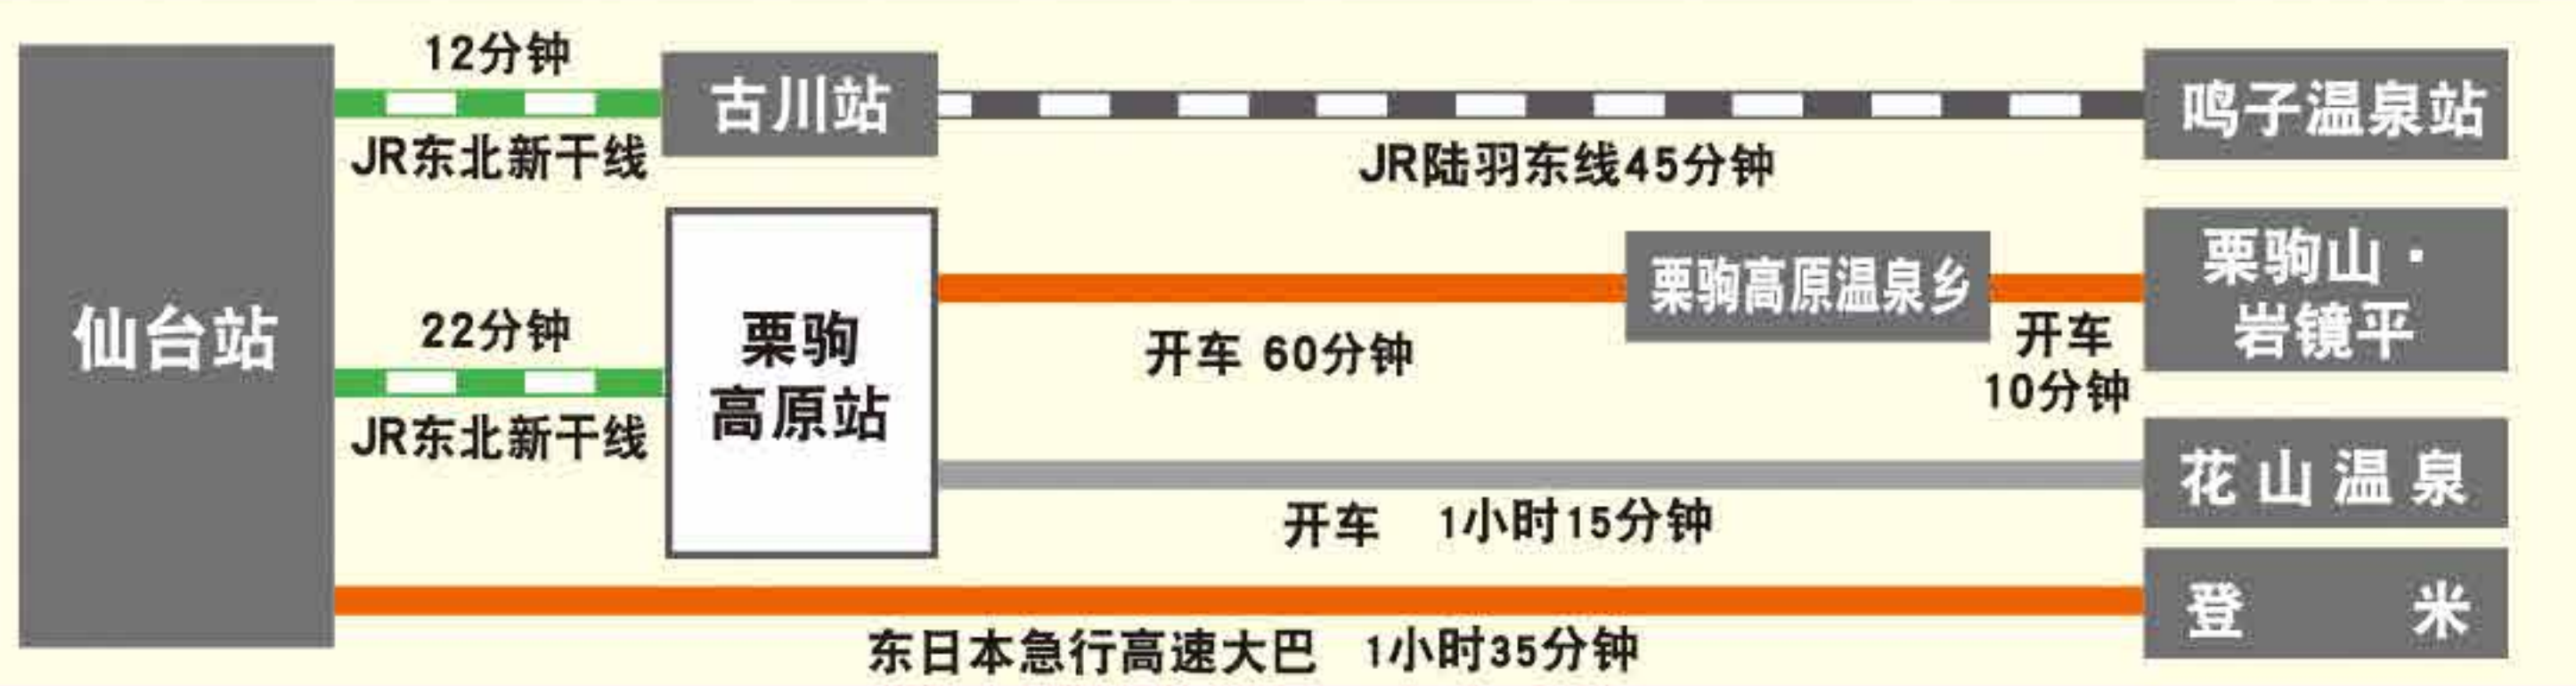 仙台站
12分钟
JR东北新干线
古川站
JR陆羽东线45分钟
鸣子温泉站
22分钟
JR东北新干线
栗驹
高原站
开车 60分钟
栗驹高原温泉乡
开车
10分钟
栗驹山·
岩镜平
开车 1小时15分钟
花山温泉
东日本急行高速大巴 1小时35分钟
登 米